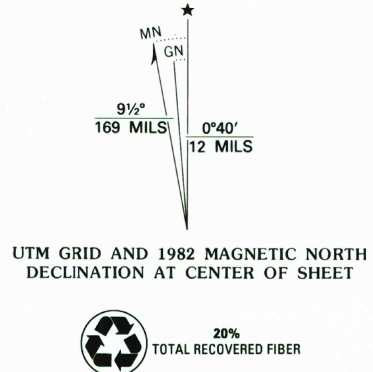 ★
MN
GN
9½°
169 MILS
0°40′
12 MILS
UTM GRID AND 1982 MAGNETIC NORTH
DECLINATION AT CENTER OF SHEET
20%
TOTAL RECOVERED FIBER